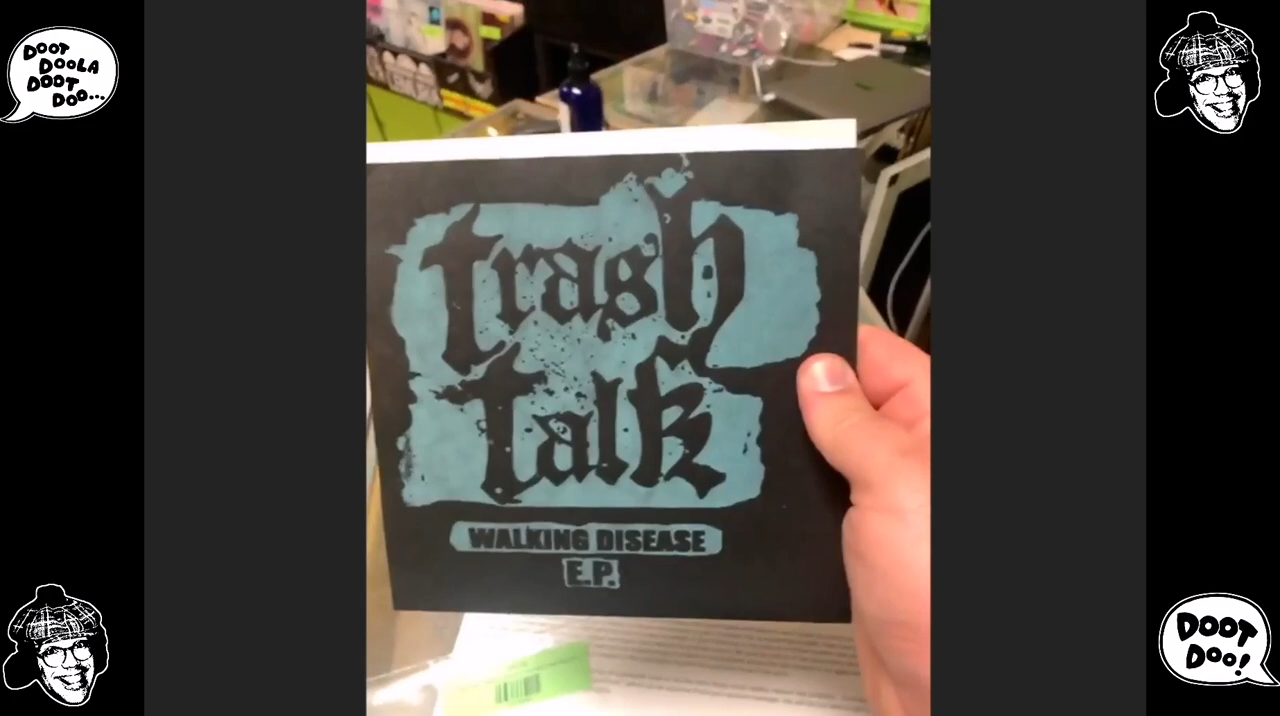 DOOT
DOOLA
DOOT
DOO...
trash
talk
WALKING DISEASE
E.P.
DOOT
DOO!